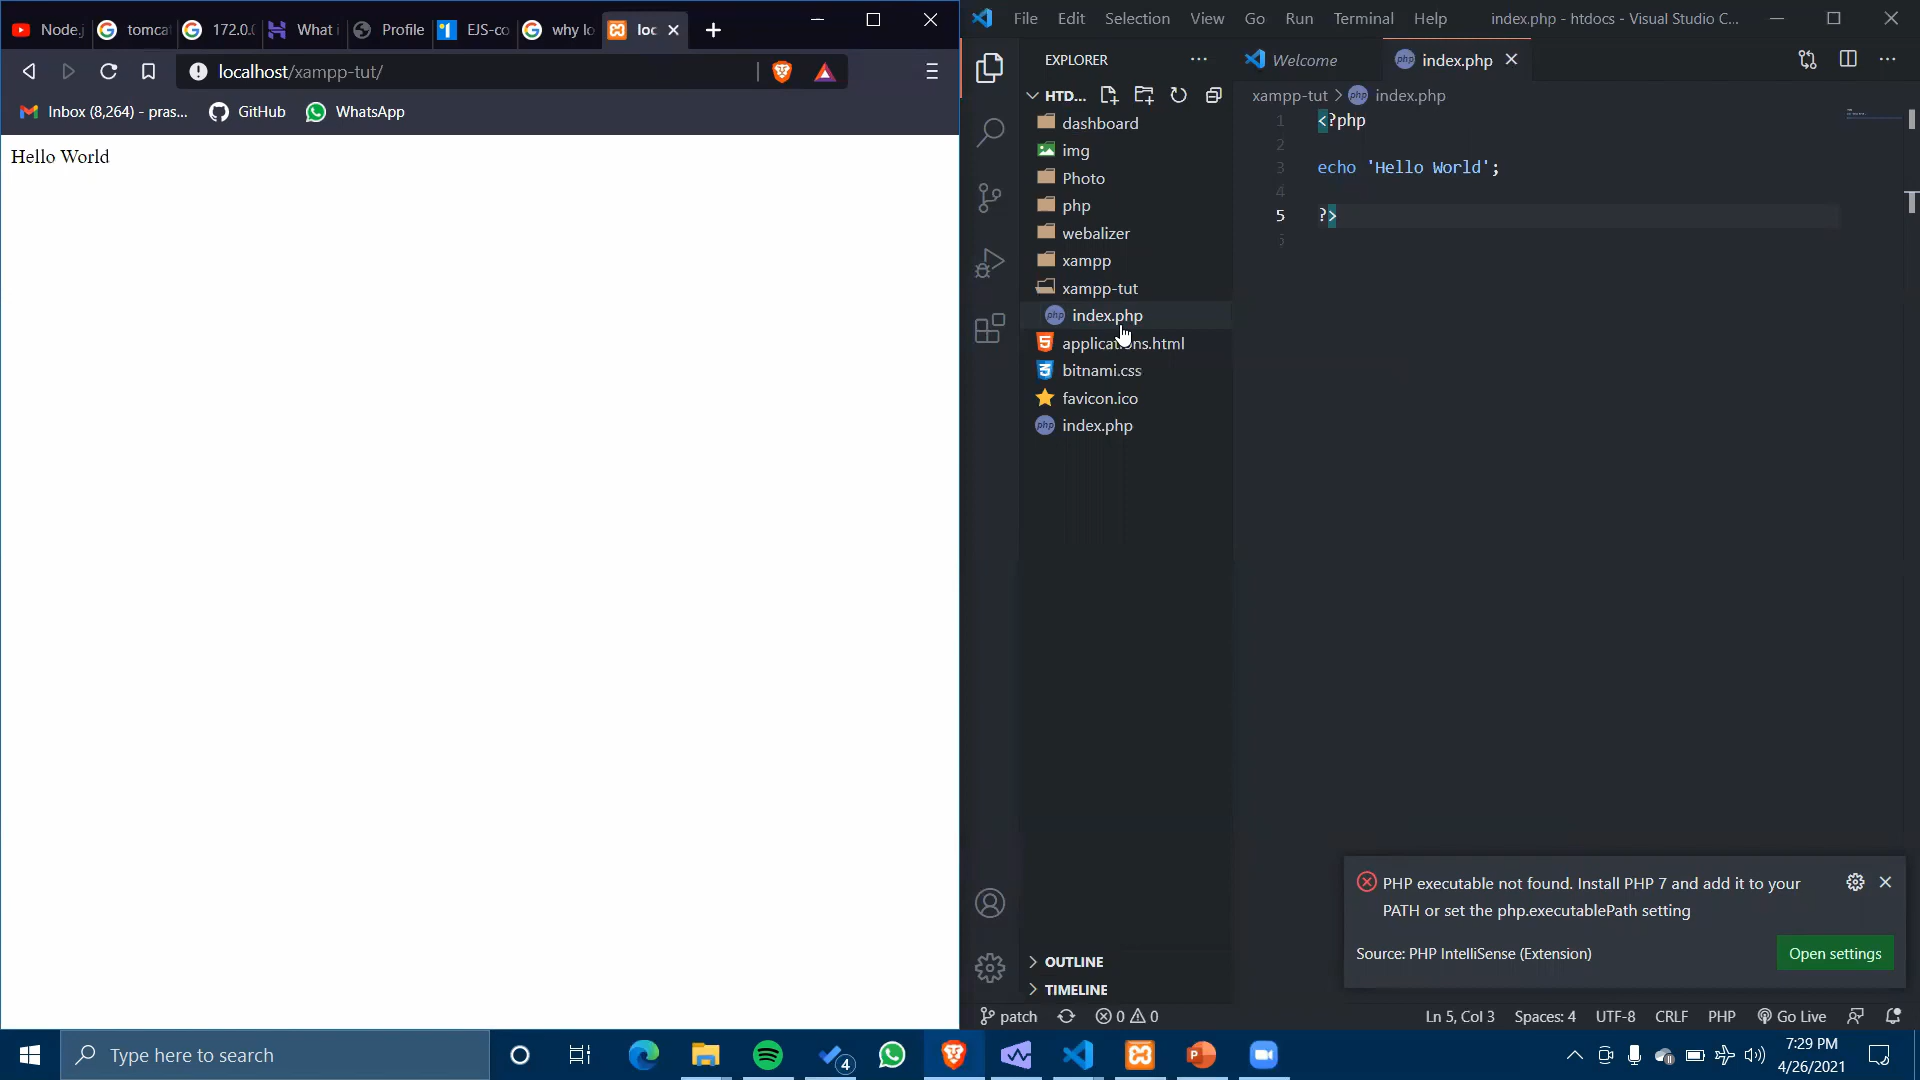 Node.j
tomca
172.0.0
What i
Profile
EJS-co
why lo
loc
localhost/xampp-tut/
Inbox (8,264) - pras...
GitHub
WhatsApp
Hello World
File Edit Selection View Go Run Terminal Help
index.php - htdocs - Visual Studio C...
EXPLORER
Welcome
php index.php
HTD...
xampp-tut > php index.php
dashboard
img
Photo
php
webalizer
xampp
xampp-tut
php index.php
applications.html
bitnami.css
favicon.ico
php index.php
1 <?php
2
3 echo 'Hello World';
4
5 ?>
PHP executable not found. Install PHP 7 and add it to your
PATH or set the php.executablePath setting
Source: PHP IntelliSense (Extension)
Open settings
OUTLINE
TIMELINE
patch
0 0
Ln 5, Col 3
Spaces: 4
UTF-8
CRLF
PHP
Go Live
Type here to search
4
7:29 PM
4/26/2021